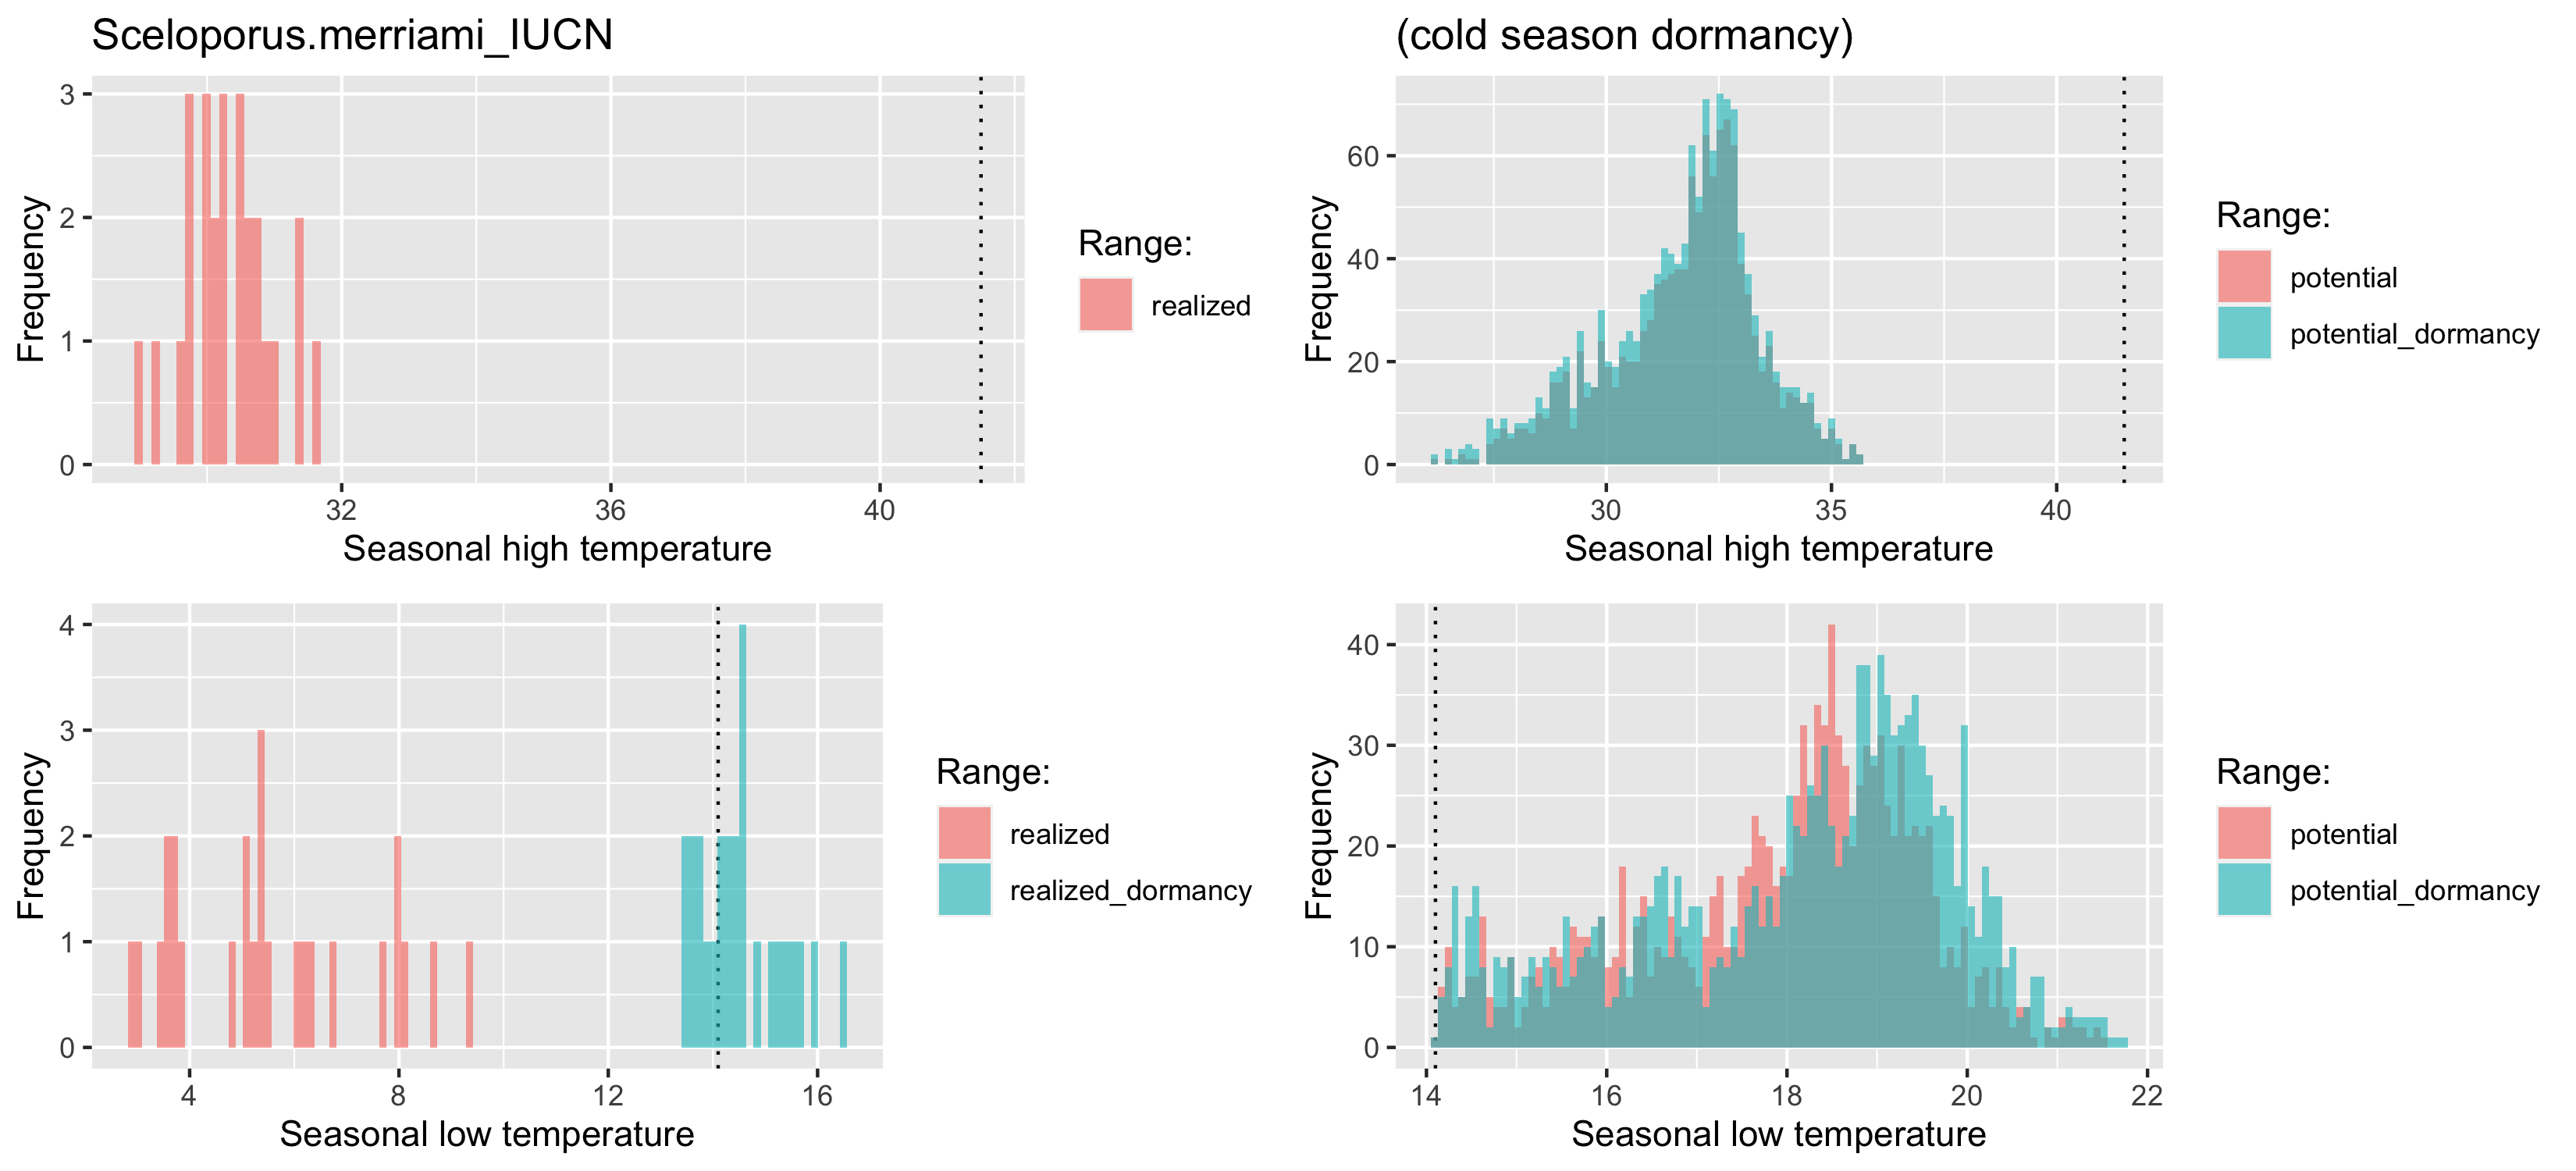 Sceloporus.merriami_IUCN
3
2
1
0
Frequency
32 36 40
Seasonal high temperature
Range:
realized
(cold season dormancy)
60
40
20
0
Frequency
30 35 40
Seasonal high temperature
Range:
potential
potential_dormancy
4
3
2
1
0
Frequency
4 8 12 16
Seasonal low temperature
Range:
realized
realized_dormancy
40
30
20
10
0
Frequency
14 16 18 20 22
Seasonal low temperature
Range:
potential
potential_dormancy